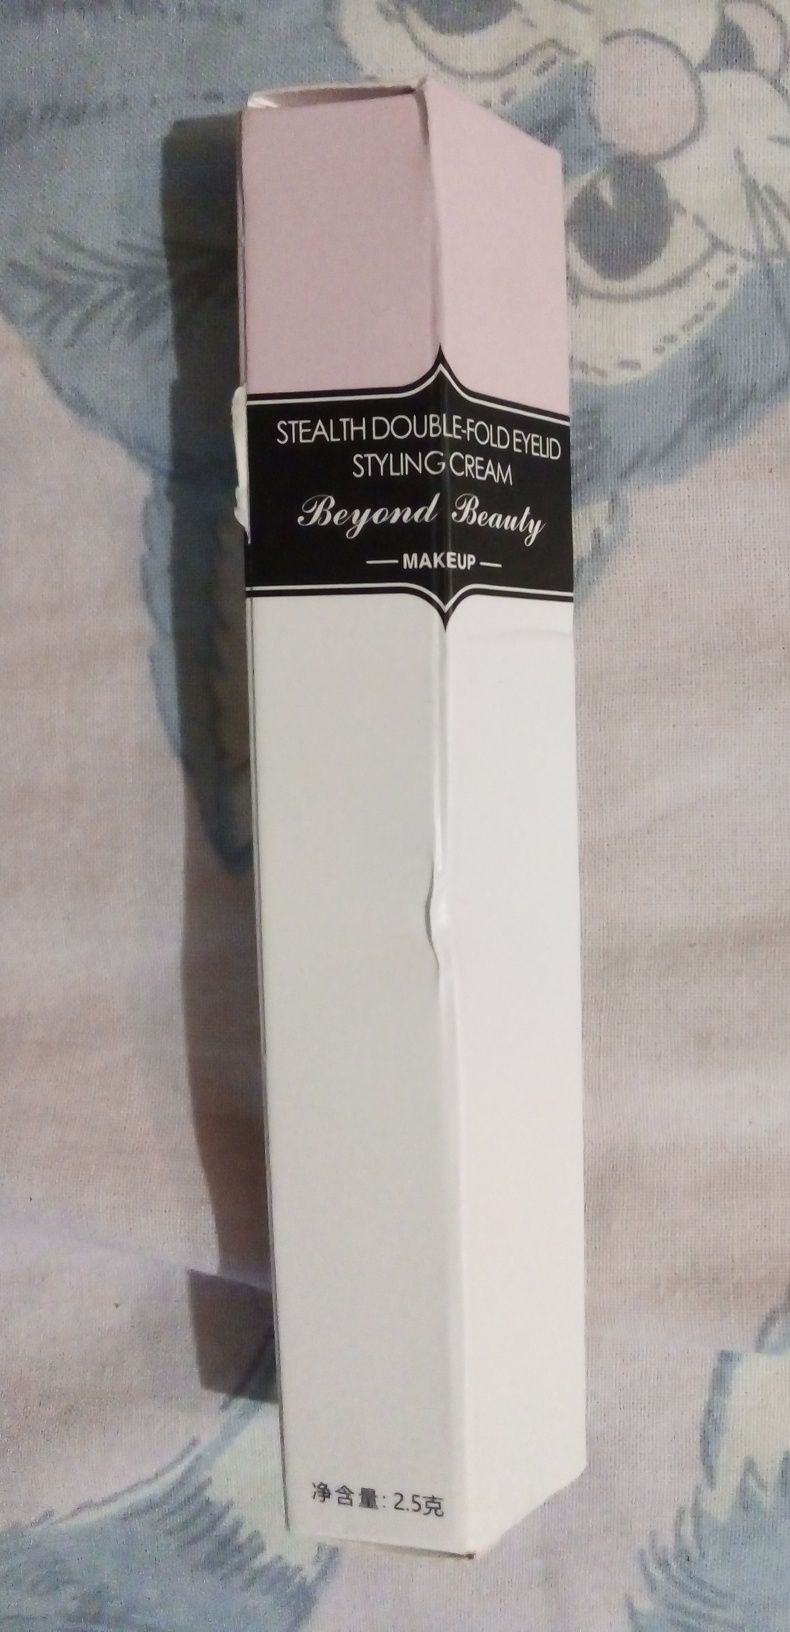 STEALTH DOUBLE-FOLD EYELID
STYLING CREAM
Beyond Beauty
MAKEUP
净含量: 2.5克